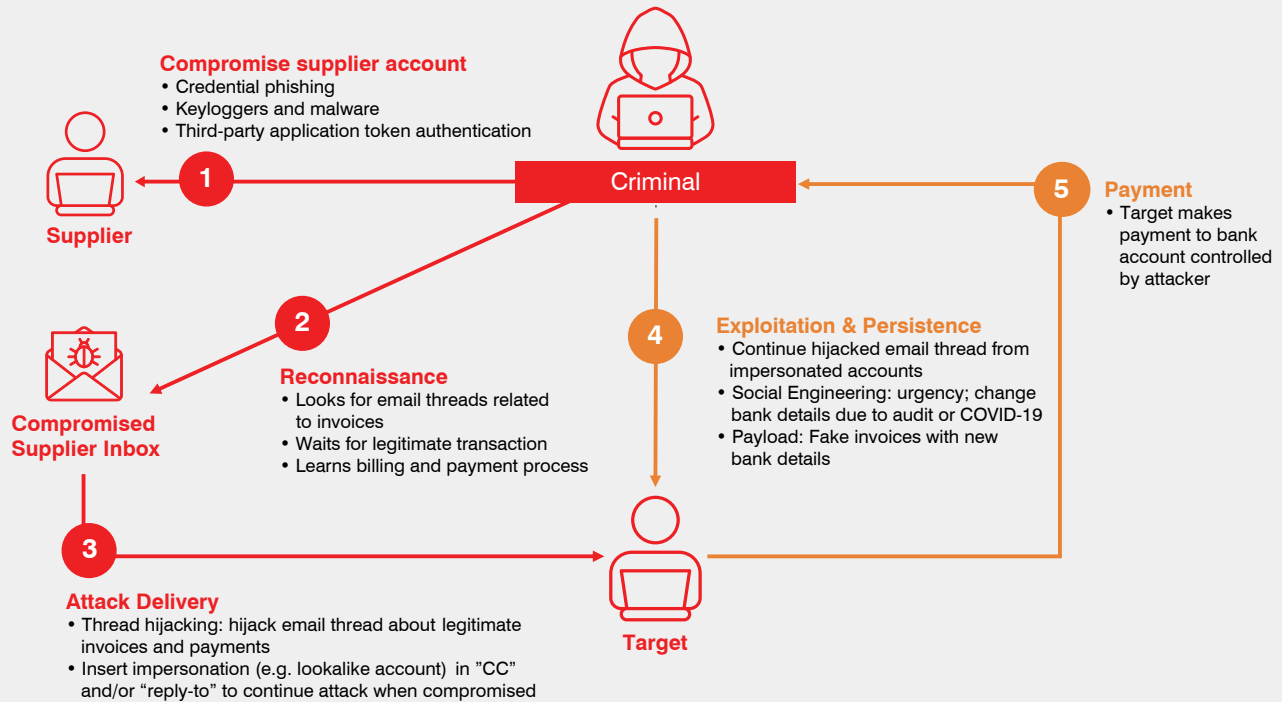 Compromise supplier account
• Credential phishing
• Keyloggers and malware
• Third-party application token authentication
1
Supplier
Criminal
5
Payment
• Target makes
payment to bank
account controlled
by attacker
2
Reconnaissance
• Looks for email threads related
to invoices
• Waits for legitimate transaction
• Learns billing and payment process
4
Exploitation & Persistence
• Continue hijacked email thread from
impersonated accounts
• Social Engineering: urgency; change
bank details due to audit or COVID-19
• Payload: Fake invoices with new
bank details
Compromised
Supplier Inbox
3
Attack Delivery
• Thread hijacking: hijack email thread about legitimate
invoices and payments
• Insert impersonation (e.g. lookalike account) in ”CC”
and/or “reply-to” to continue attack when compromised
Target